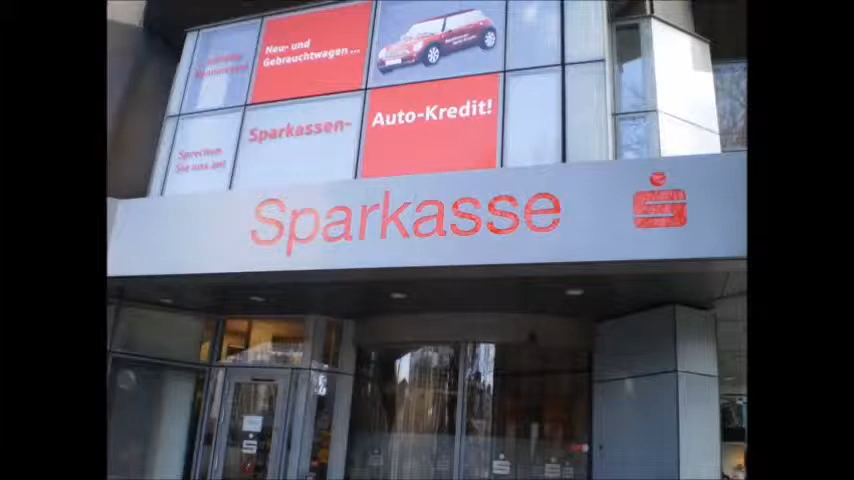 Neu- und
Gebrauchtwagen ...
Sprechen
Sie uns an!
Sparkassen-
Auto-Kredit!
Sparkasse